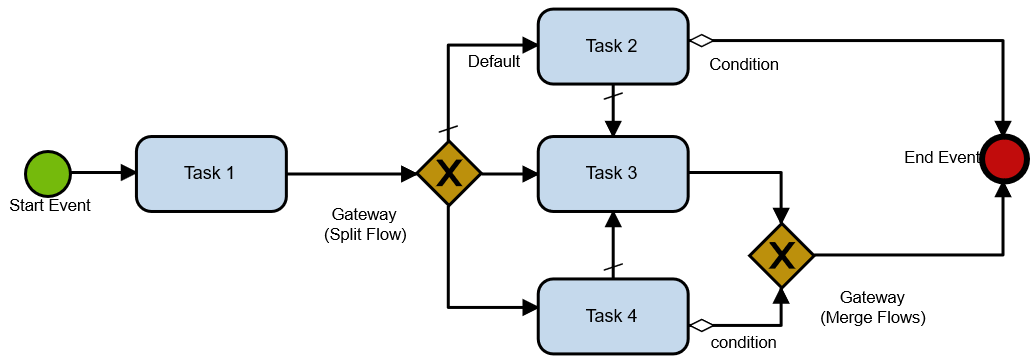 Task 2
Default
Condition
Task 1
Task 3
End Event
Start Event
Gateway
(Split Flow)
X
X
Task 4
condition
Gateway
(Merge Flows)